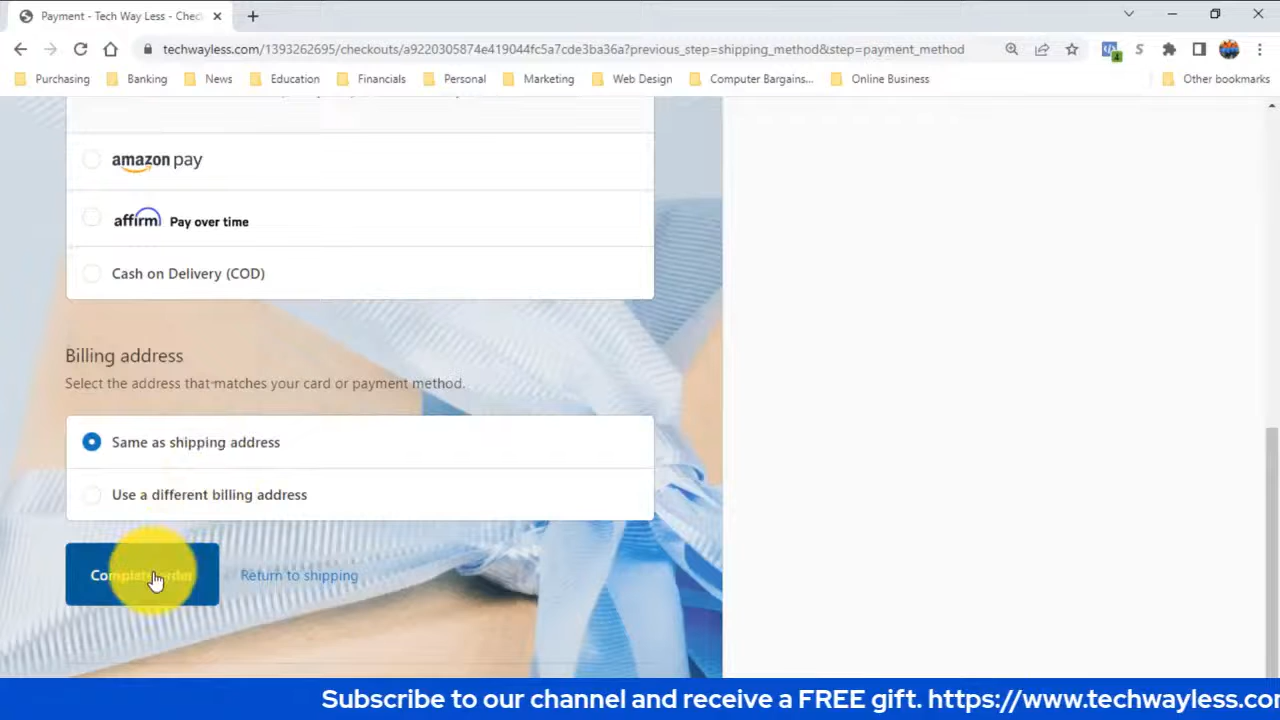 Payment - Tech Way Less - Chec
techwayless.com/1393262695/checkouts/a9220305874e419044fc5a7cde3ba36a?previous_step=shipping_method&step=payment_method
4
S
Purchasing Banking News Education Financials Personal Marketing Web Design Computer Bargains... Online Business Other bookmarks
amazon pay
affirm Pay over time
Cash on Delivery (COD)
Billing address
Select the address that matches your card or payment method.
Same as shipping address
Use a different billing address
Complete order Return to shipping
Subscribe to our channel and receive a FREE gift. https://www.techwayless.co